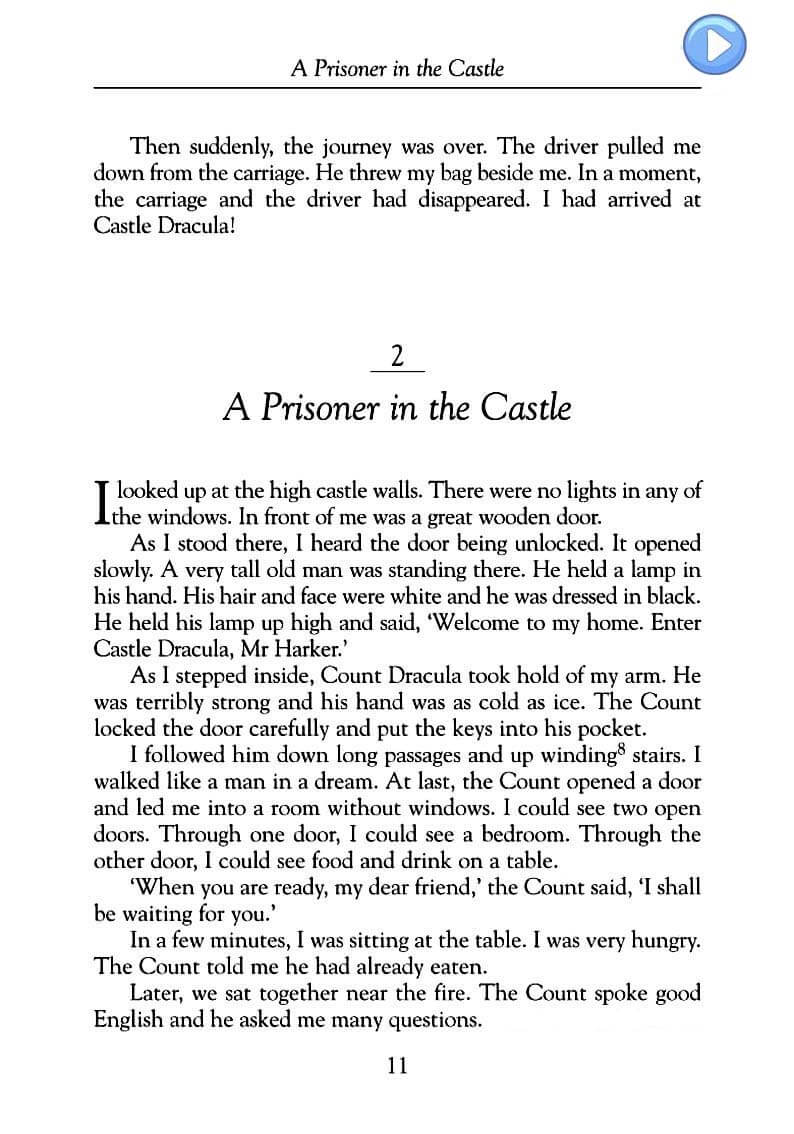 A Prisoner in the Castle
Then suddenly, the journey was over. The driver pulled me
down from the carriage. He threw my bag beside me. In a moment,
the carriage and the driver had disappeared. I had arrived at
Castle Dracula!
2
A Prisoner in the Castle
I looked up at the high castle walls. There were no lights in any of
the windows. In front of me was a great wooden door.
As I stood there, I heard the door being unlocked. It opened
slowly. A very tall old man was standing there. He held a lamp in
his hand. His hair and face were white and he was dressed in black.
He held his lamp up high and said, ‘Welcome to my home. Enter
Castle Dracula, Mr Harker.’
As I stepped inside, Count Dracula took hold of my arm. He
was terribly strong and his hand was as cold as ice. The Count
locked the door carefully and put the keys into his pocket.
I followed him down long passages and up winding⁸ stairs. I
walked like a man in a dream. At last, the Count opened a door
and led me into a room without windows. I could see two open
doors. Through one door, I could see a bedroom. Through the
other door, I could see food and drink on a table.
‘When you are ready, my dear friend,’ the Count said, ‘I shall
be waiting for you.’
In a few minutes, I was sitting at the table. I was very hungry.
The Count told me he had already eaten.
Later, we sat together near the fire. The Count spoke good
English and he asked me many questions.
11